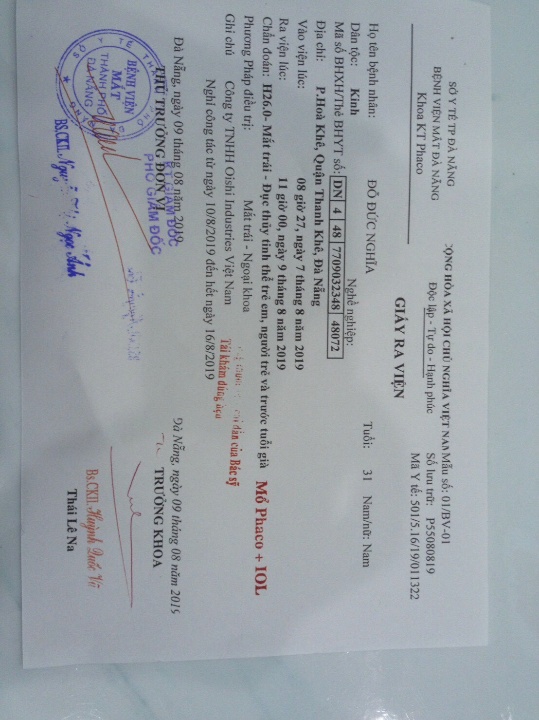 SỞ Y TẾ TP ĐÀ NẴNG
BỆNH VIỆN MẮT ĐÀ NẴNG
Khoa KT Phaco
CỘNG HÒA XÃ HỘI CHỦ NGHĨA VIỆT NAM
Độc lập - Tự do - Hạnh phúc
Mẫu số: 01/BV-01
Số lưu trữ: P55080819
Mã Y tế: 501/5.16/19/011322
GIẤY RA VIỆN
Họ tên bệnh nhân: ĐỖ ĐỨC NGHĨA Tuổi: 31 Nam/nữ: Nam
Dân tộc: Kinh Nghề nghiệp:
Mã số BHXH/Thẻ BHYT số: DN 4 48 7709032348 48072
Địa chỉ: P.Hoà Khê, Quận Thanh Khê, Đà Nẵng
Vào viện lúc: 08 giờ 27, ngày 7 tháng 8 năm 2019
Ra viện lúc: 11 giờ 00, ngày 9 tháng 8 năm 2019
Chẩn đoán: H26.0- Mắt trái - Đục thủy tinh thể trẻ em, người trẻ và trước tuổi già Mổ Phaco + IOL
Phương Pháp điều trị: Mắt trái - Ngoại khoa
dẫn của Bác sỹ
Tái khám đúng hẹn
Ghi chú Công ty TNHH Oishi Industries Việt Nam
Nghỉ công tác từ ngày 10/8/2019 đến hết ngày 16/8/2019
Đà Nẵng, ngày 09 tháng 08 năm 2019
THỦ TRƯỞNG ĐƠN VỊ
KT GIÁM ĐỐC
PHÓ GIÁM ĐỐC
SỞ Y TẾ THÀNH PHỐ ĐÀ NẴNG
BỆNH VIỆN
MẮT
THÀNH PHỐ
ĐÀ NẴNG
BS.CKII. Nguyễn Thị Ngọc Anh
Đà Nẵng, ngày 09 tháng 08 năm 2019
TRƯỞNG KHOA
Bs.CKII. Huỳnh Quốc Vũ
Thái Lê Na